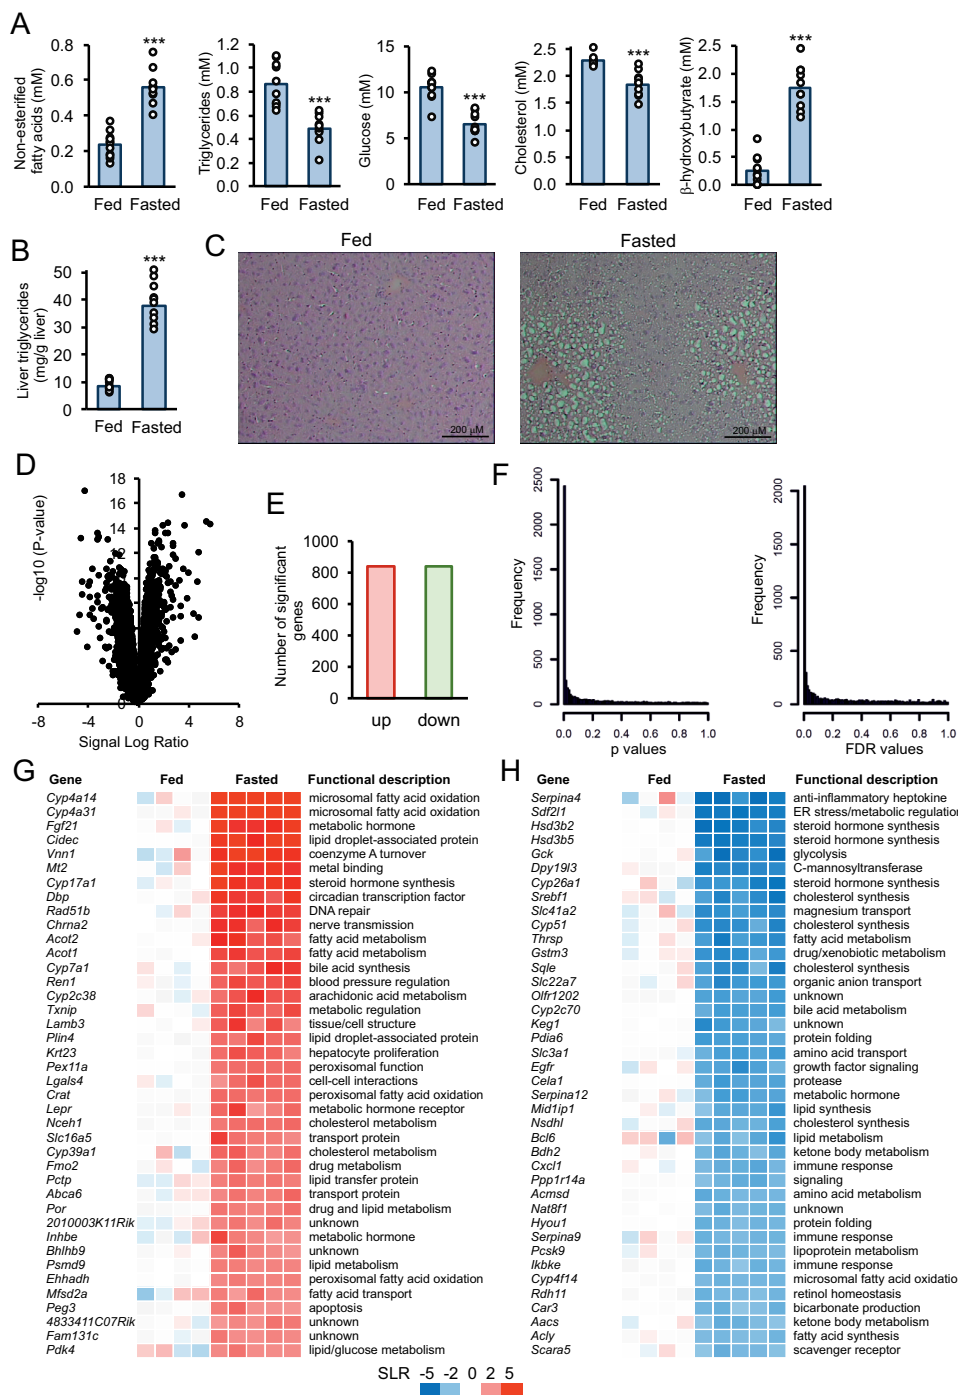 A
Non-esterified
fatty acids (mM)
0.8
0.6
0.4
0.2
0.0
***
Fed Fasted
Triglycerides (mM)
1.2
1.0
0.8
0.6
0.4
0.2
0.0
***
Fed Fasted
Glucose (mM)
15
10
5
0
***
Fed Fasted
Cholesterol (mM)
2.5
2.0
1.5
1.0
0.5
0.0
***
Fed Fasted
β-hydroxybutyrate (mM)
2.5
2.0
1.5
1.0
0.5
0.0
***
Fed Fasted
B
Liver triglycerides
(mg/g liver)
50
40
30
20
10
0
***
Fed Fasted
C
Fed
200 µM
Fasted
200 µM
D
-log10 (P-value)
18
16
14
12
0
-8 -4 0 4 8
Signal Log Ratio
E
Number of significant
genes
1000
800
600
400
200
0
up down
F
Frequency
2500
2000
1500
1000
500
0
0.0 0.2 0.4 0.6 0.8 1.0
p values
Frequency
2000
1500
1000
500
0
0.0 0.2 0.4 0.6 0.8 1.0
FDR values
G
Gene Fed Fasted Functional description
Cyp4a14 microsomal fatty acid oxidation
Cyp4a31 microsomal fatty acid oxidation
Fgf21 metabolic hormone
Cidec lipid droplet-associated protein
Vnn1 coenzyme A turnover
Mt2 metal binding
Cyp17a1 steroid hormone synthesis
Dbp circadian transcription factor
Rad51b DNA repair
Chrna2 nerve transmission
Acot2 fatty acid metabolism
Acot1 fatty acid metabolism
Cyp7a1 bile acid synthesis
Ren1 blood pressure regulation
Cyp2c38 arachidonic acid metabolism
Txnip metabolic regulation
Lamb3 tissue/cell structure
Plin4 lipid droplet-associated protein
Krt23 hepatocyte proliferation
Pex11a peroxisomal function
Lgals4 cell-cell interactions
Crat peroxisomal fatty acid oxidation
Lepr metabolic hormone receptor
Nceh1 cholesterol metabolism
Slc16a5 transport protein
Cyp39a1 cholesterol metabolism
Fmo2 drug metabolism
Pctp lipid transfer protein
Abca6 transport protein
Por drug and lipid metabolism
2010003K11Rik unknown
Inhbe metabolic hormone
Bhlhb9 unknown
Psmd9 lipid metabolism
Ehhadh peroxisomal fatty acid oxidation
Mfsd2a fatty acid transport
Peg3 apoptosis
4833411C07Rik unknown
Fam131c unknown
Pdk4 lipid/glucose metabolism
H
Gene Fed Fasted Functional description
Serpina4 anti-inflammatory heptokine
Sdf2l1 ER stress/metabolic regulation
Hsd3b2 steroid hormone synthesis
Hsd3b5 steroid hormone synthesis
Gck glycolysis
Dpy19l3 C-mannosyltransferase
Cyp26a1 steroid hormone synthesis
Srebf1 cholesterol synthesis
Slc41a2 magnesium transport
Cyp51 cholesterol synthesis
Thrsp fatty acid metabolism
Gstm3 drug/xenobiotic metabolism
Sqle cholesterol synthesis
Slc22a7 organic anion transport
Olfr1202 unknown
Cyp2c70 bile acid metabolism
Keg1 unknown
Pdia6 protein folding
Slc3a1 amino acid transport
Egfr growth factor signaling
Cela1 protease
Serpina12 metabolic hormone
Mid1ip1 lipid synthesis
Nsdhl cholesterol synthesis
Bcl6 lipid metabolism
Bdh2 ketone body metabolism
Cxcl1 immune response
Ppp1r14a signaling
Acmsd amino acid metabolism
Nat8f1 unknown
Hyou1 protein folding
Serpina9 immune response
Pcsk9 lipoprotein metabolism
Ikbke immune response
Cyp4f14 microsomal fatty acid oxidatio
Rdh11 retinol homeostasis
Car3 bicarbonate production
Aacs ketone body metabolism
Acly fatty acid synthesis
Scara5 scavenger receptor
SLR -5 -2 0 2 5